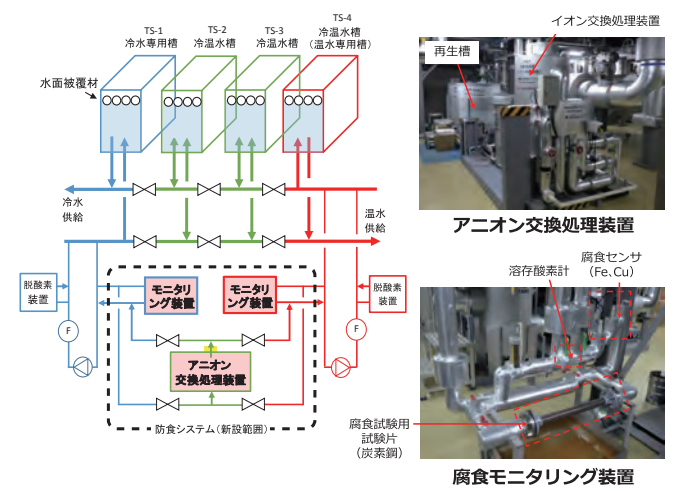 TS-1
冷水専用槽
TS-2
冷温水槽
TS-3
冷温水槽
TS-4
冷温水槽
（温水専用槽）
水面被覆材
冷水
供給
温水
供給
脱酸素
装置
F
モニタリ
ング装置
モニタリ
ング装置
脱酸素
装置
F
アニオン
交換処理装置
防食システム（新設範囲）
イオン交換処理装置
再生槽
アニオン交換処理装置
腐食センサ
（Fe、Cu）
溶存酸素計
腐食試験用
試験片
（炭素鋼）
腐食モニタリング装置